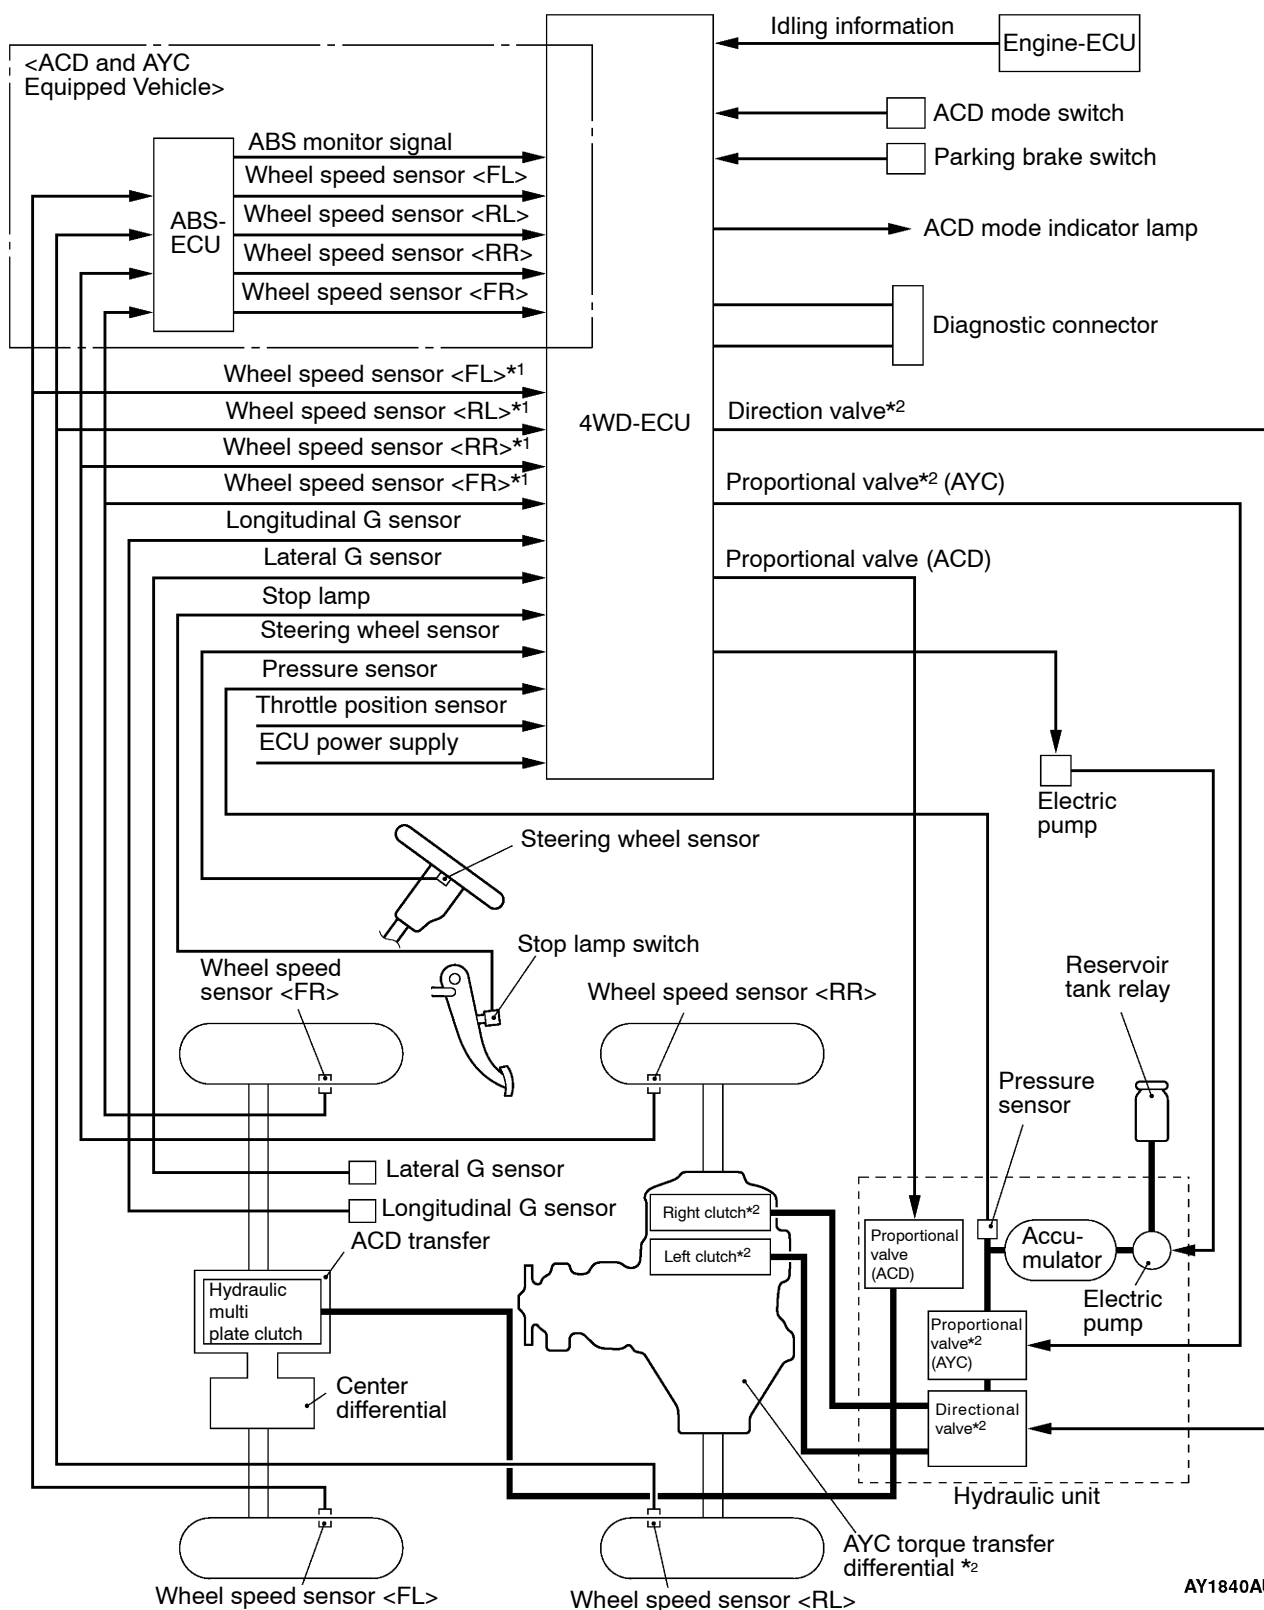 Idling information
Engine-ECU
<ACD and AYC
Equipped Vehicle>
ACD mode switch
ABS monitor signal
Parking brake switch
Wheel speed sensor <FL>
ABS-
ECU
Wheel speed sensor <RL>
ACD mode indicator lamp
Wheel speed sensor <RR>
Wheel speed sensor <FR>
Diagnostic connector
Wheel speed sensor <FL>*1
Wheel speed sensor <RL>*1
4WD-ECU
Direction valve*2
Wheel speed sensor <RR>*1
Wheel speed sensor <FR>*1
Proportional valve*2 (AYC)
Longitudinal G sensor
Lateral G sensor
Proportional valve (ACD)
Stop lamp
Steering wheel sensor
Pressure sensor
Throttle position sensor
ECU power supply
Electric
pump
Steering wheel sensor
Stop lamp switch
Wheel speed
sensor <FR>
Wheel speed sensor <RR>
Reservoir
tank relay
Pressure
sensor
Lateral G sensor
Longitudinal G sensor
Right clutch*2
Left clutch*2
Proportional
valve
(ACD)
Accu-
mulator
ACD transfer
Hydraulic
multi
plate clutch
Electric
pump
Proportional
valve*2
(AYC)
Center
differential
Directional
valve*2
Hydraulic unit
AYC torque transfer
differential *2
Wheel speed sensor <FL>
Wheel speed sensor <RL>
AY1840AU